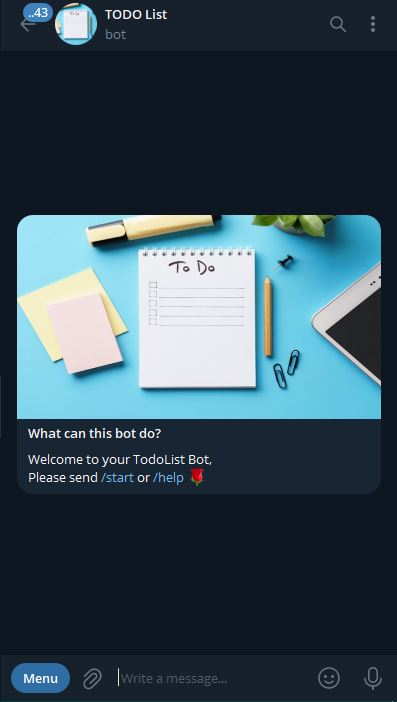 ..43
TODO List
bot
To Do
What can this bot do?
Welcome to your TodoList Bot,
Please send /start or /help 🌹
Menu
Write a message...